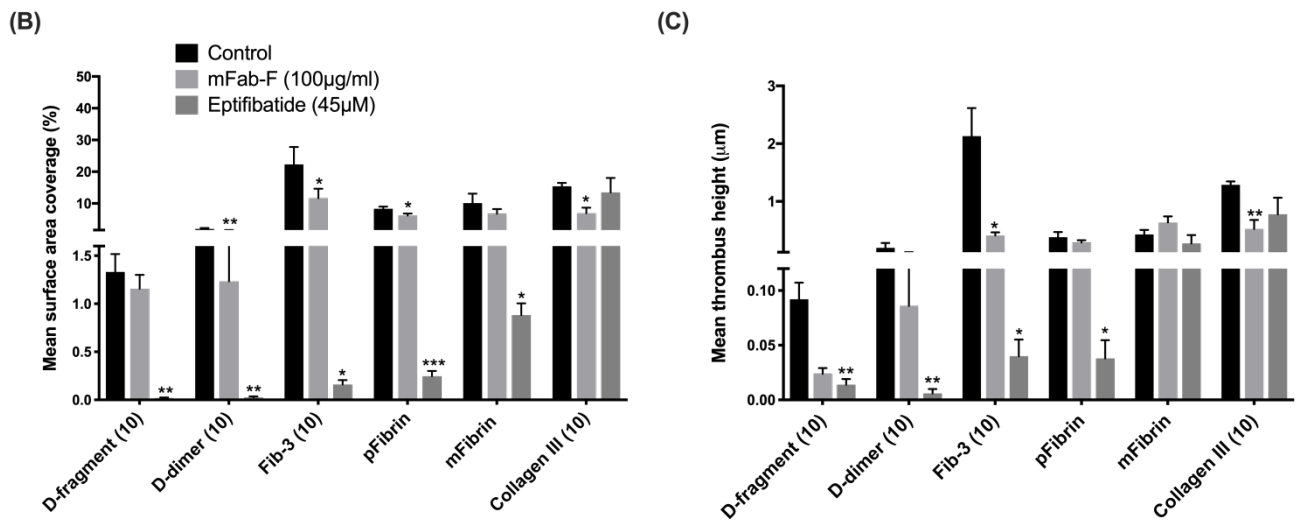 (B)
Control
mFab-F (100µg/ml)
Eptifibatide (45µM)
Mean surface area coverage (%)
50
40
30
20
10
1.5
1.0
0.5
0.0
** ** ** * * * *** * *
D-fragment (10)
D-dimer (10)
Fib-3 (10)
pFibrin
mFibrin
Collagen III (10)
(C)
Mean thrombus height (µm)
3
2
1
0.10
0.05
0.00
** ** * * * **
D-fragment (10)
D-dimer (10)
Fib-3 (10)
pFibrin
mFibrin
Collagen III (10)